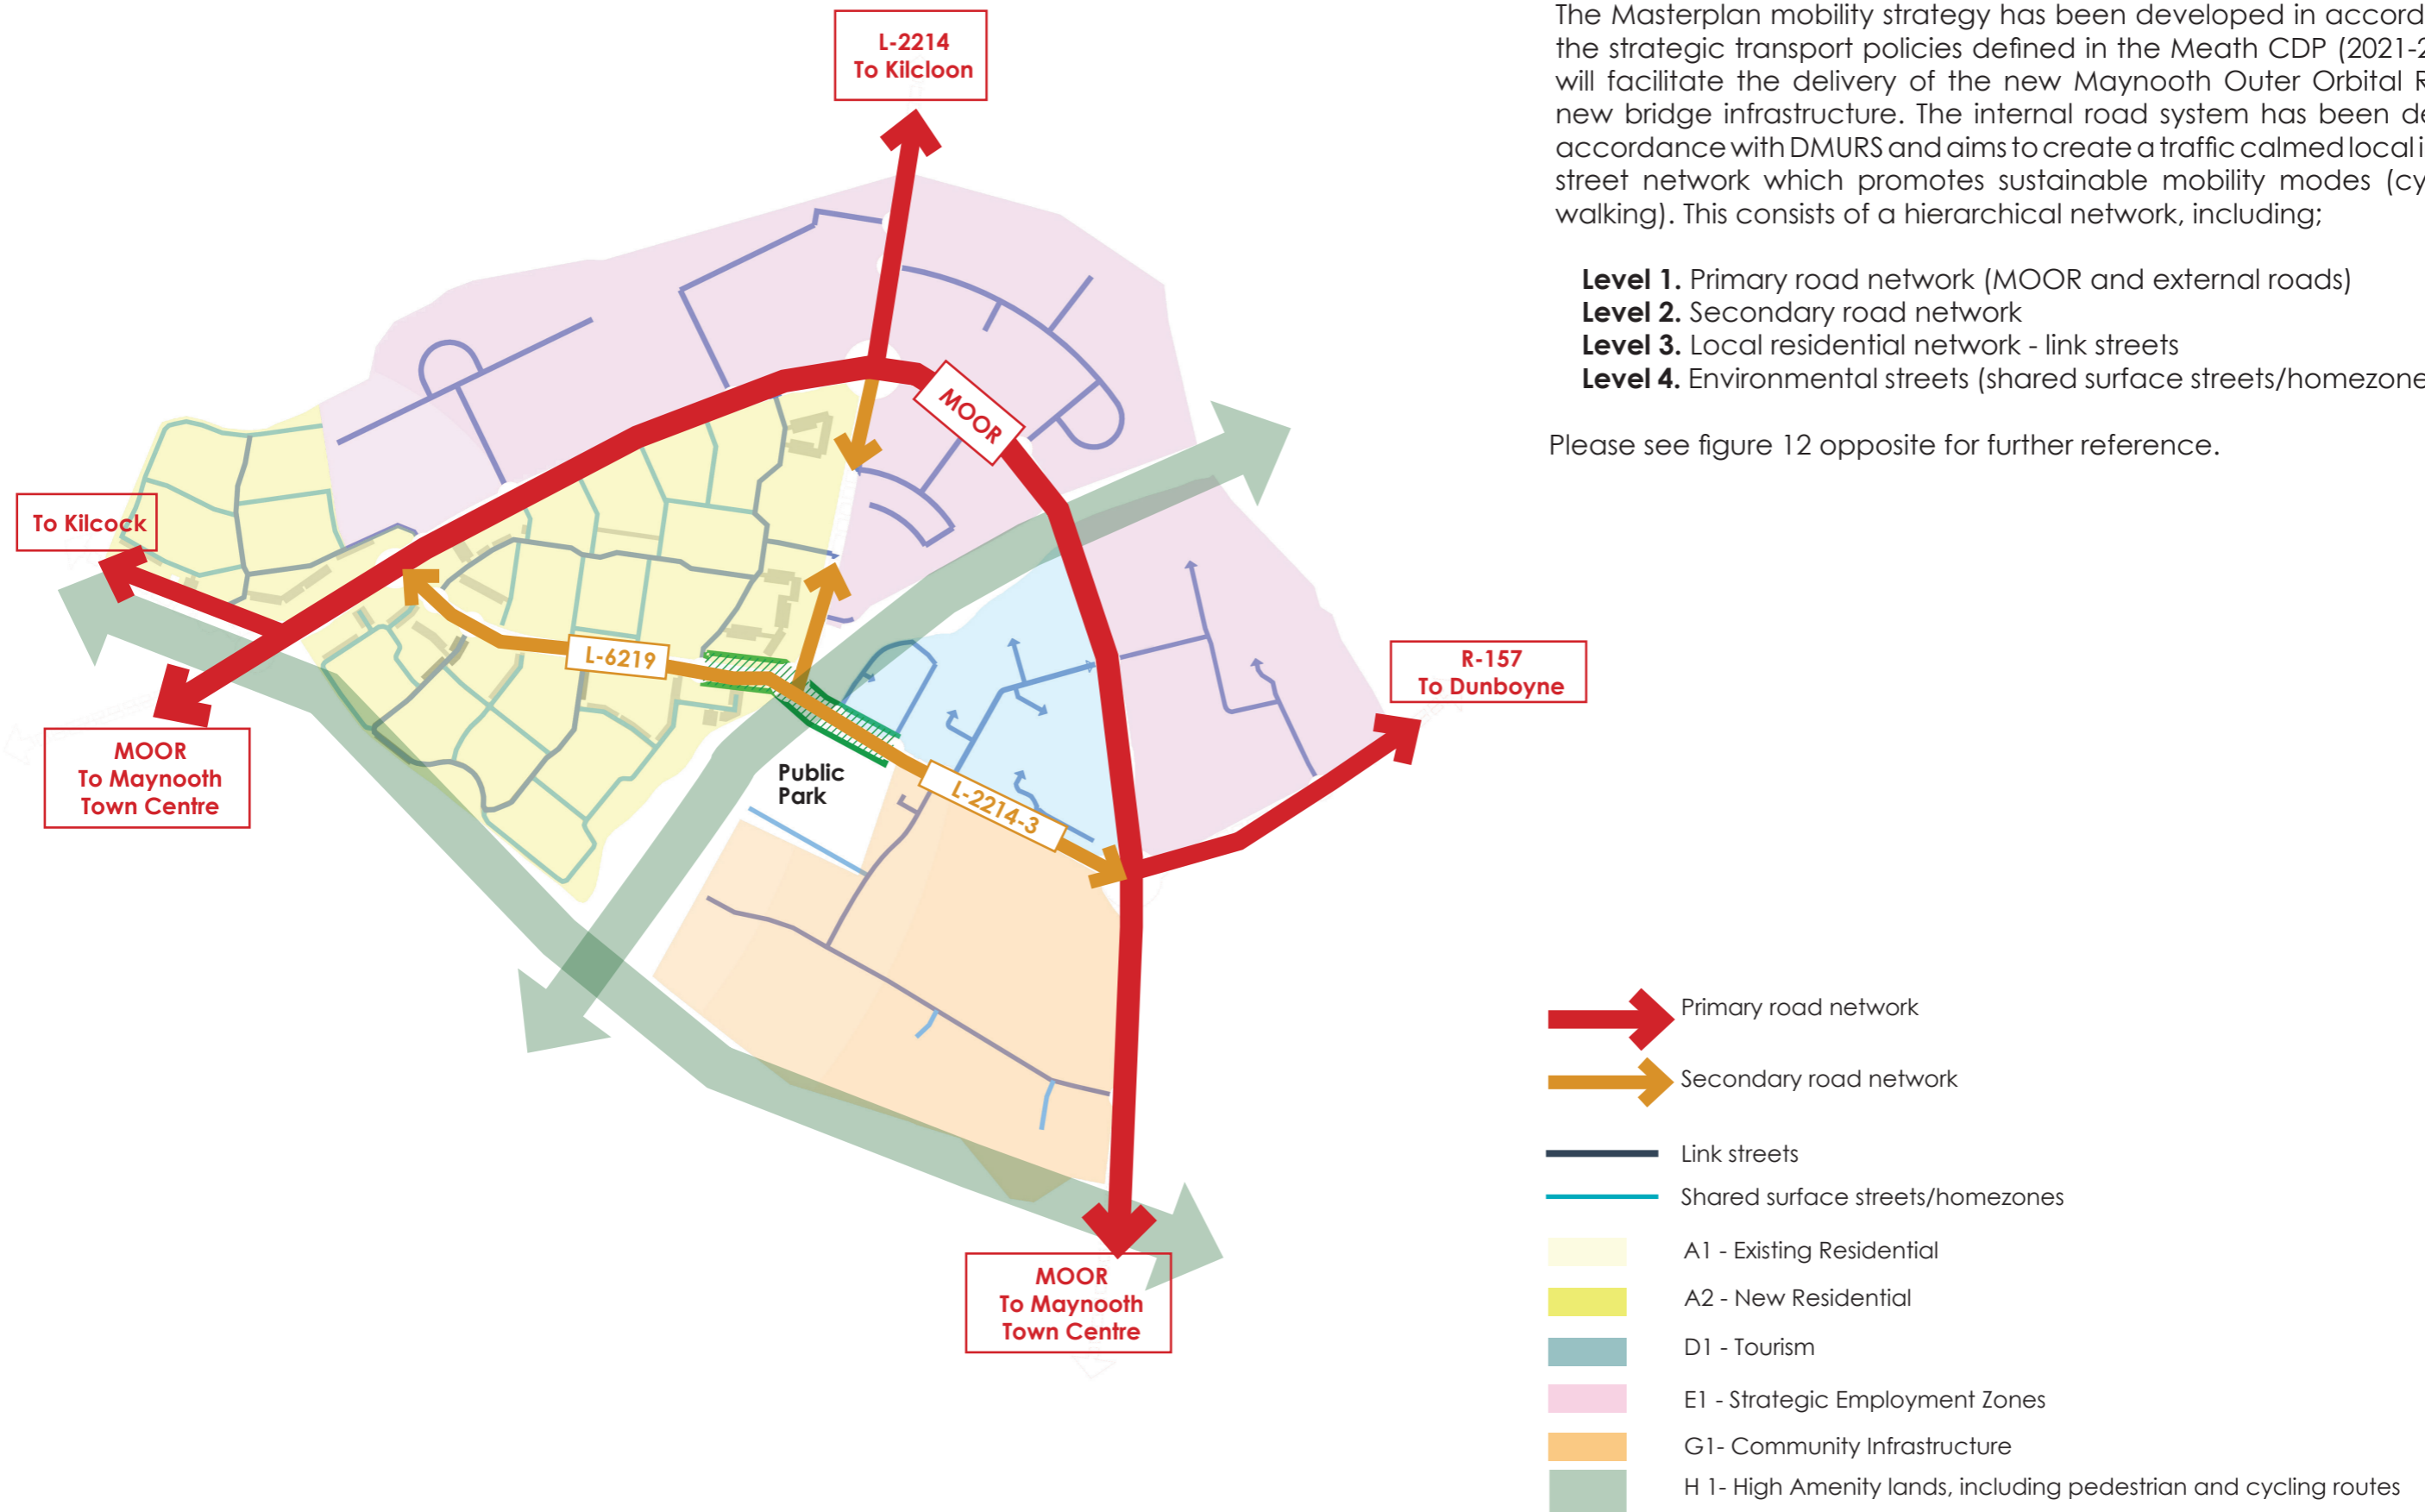 L-2214
To Kilcloon
MOOR
To Kilcock
L-6219
MOOR
To Maynooth
Town Centre
Public
Park
L-2214-3
R-157
To Dunboyne
MOOR
To Maynooth
Town Centre
The Masterplan mobility strategy has been developed in accord
the strategic transport policies defined in the Meath CDP (2021-2
will facilitate the delivery of the new Maynooth Outer Orbital R
new bridge infrastructure. The internal road system has been de
accordance with DMURS and aims to create a traffic calmed local i
street network which promotes sustainable mobility modes (cy
walking). This consists of a hierarchical network, including;
Level 1. Primary road network (MOOR and external roads)
Level 2. Secondary road network
Level 3. Local residential network - link streets
Level 4. Environmental streets (shared surface streets/homezone
Please see figure 12 opposite for further reference.
Primary road network
Secondary road network
Link streets
Shared surface streets/homezones
A1 - Existing Residential
A2 - New Residential
D1 - Tourism
E1 - Strategic Employment Zones
G1- Community Infrastructure
H 1- High Amenity lands, including pedestrian and cycling routes